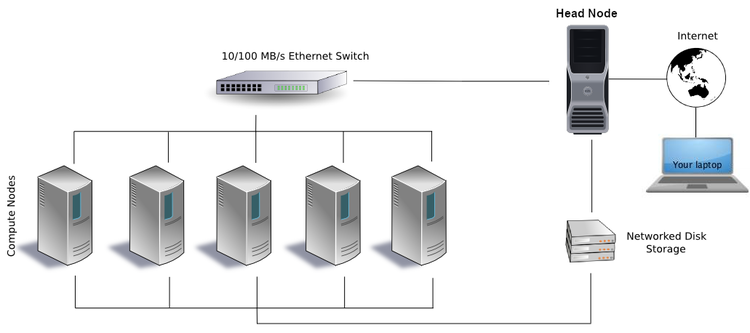 Head Node
Internet
10/100 MB/s Ethernet Switch
Your laptop
Compute Nodes
Networked Disk
Storage